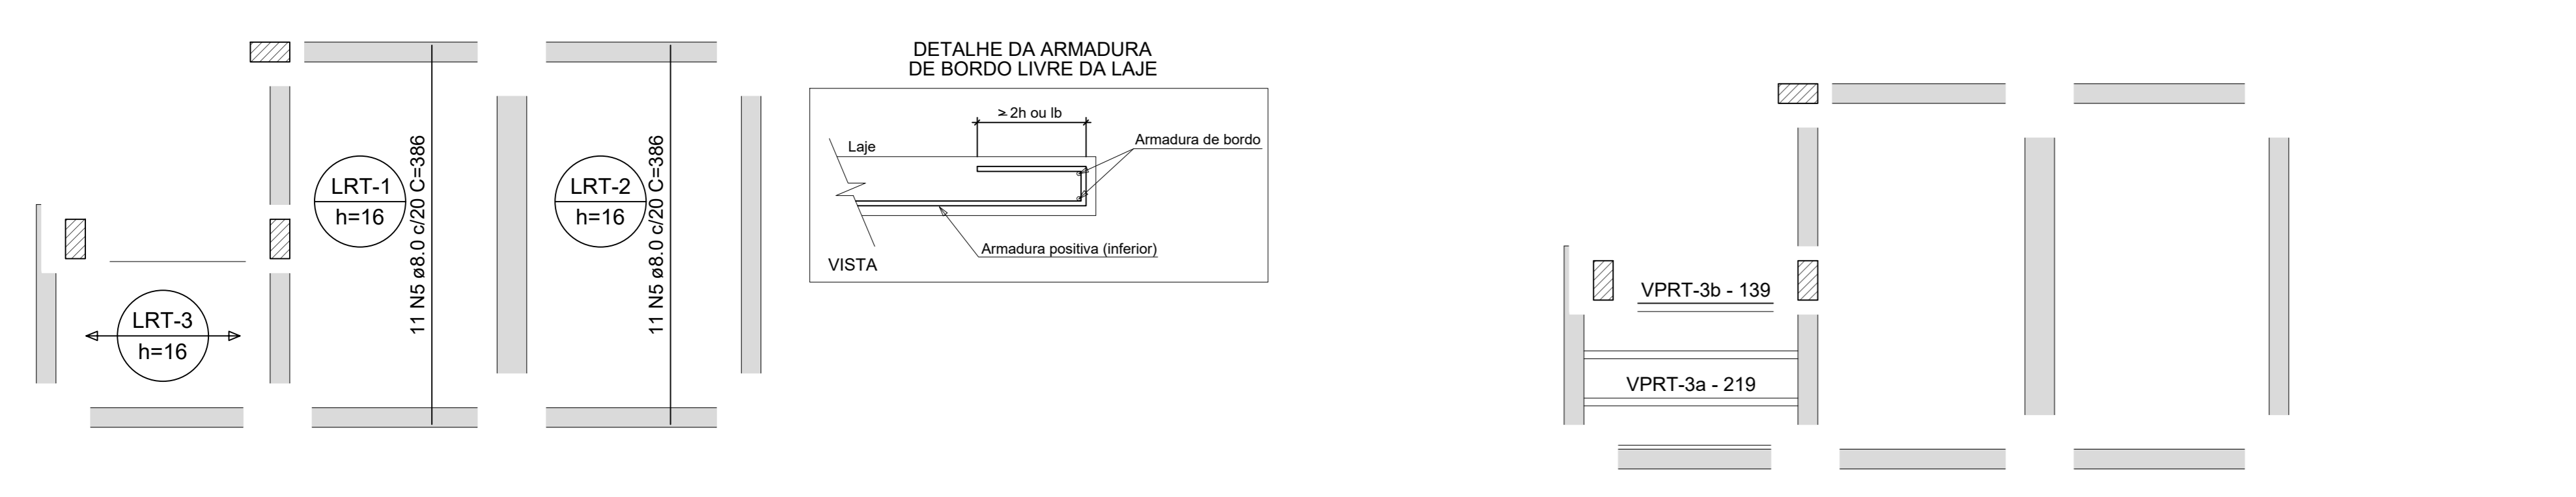 DETALHE DA ARMADURA
DE BORDO LIVRE DA LAJE
≥2h ou lb
Armadura de bordo
Laje
Armadura positiva (inferior)
VISTA
LRT-1
h=16
11 N5 ø8.0 c/20 C=386
LRT-2
h=16
11 N5 ø8.0 c/20 C=386
LRT-3
h=16
VPRT-3b - 139
VPRT-3a - 219